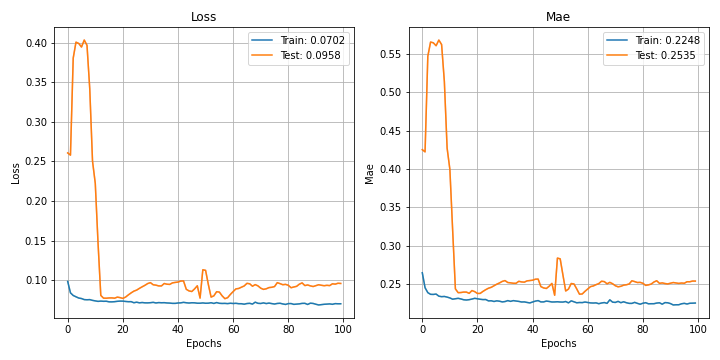 Loss
Train: 0.0702
Test: 0.0958
0.40
0.35
0.30
0.25
0.20
0.15
0.10
Loss
0 20 40 60 80 100
Epochs
Mae
Train: 0.2248
Test: 0.2535
0.55
0.50
0.45
0.40
0.35
0.30
0.25
Mae
0 20 40 60 80 100
Epochs